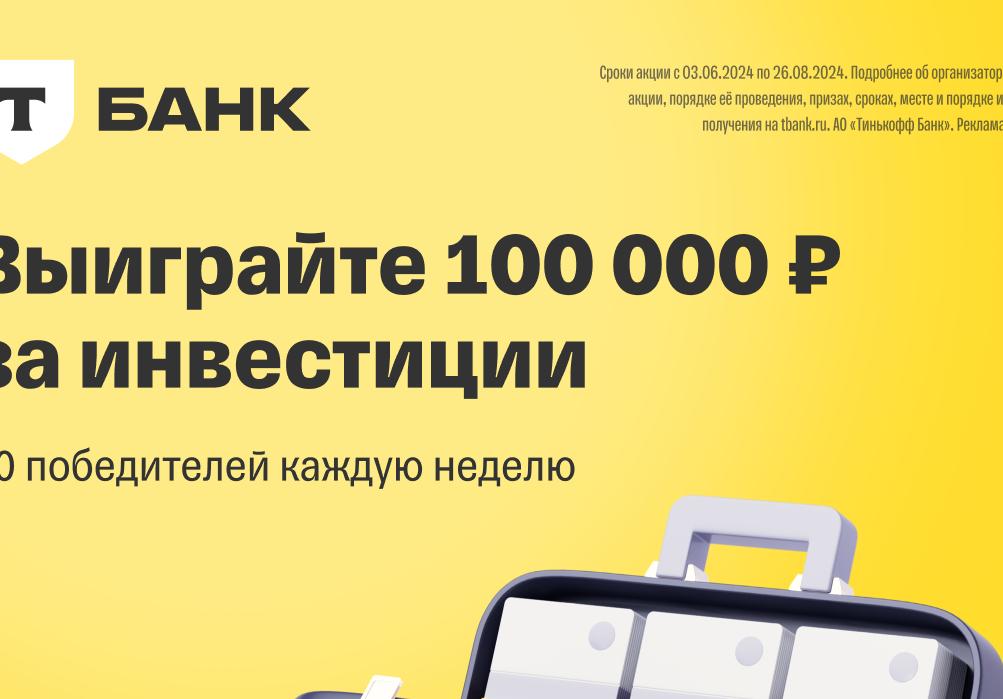 Т БАНК
Сроки акции с 03.06.2024 по 26.08.2024. Подробнее об организатор
акции, порядке её проведения, призах, сроках, месте и порядке и
получения на tbank.ru. АО «Тинькофф Банк». Реклама
Выиграйте 100 000 ₽
за инвестиции
0 победителей каждую неделю